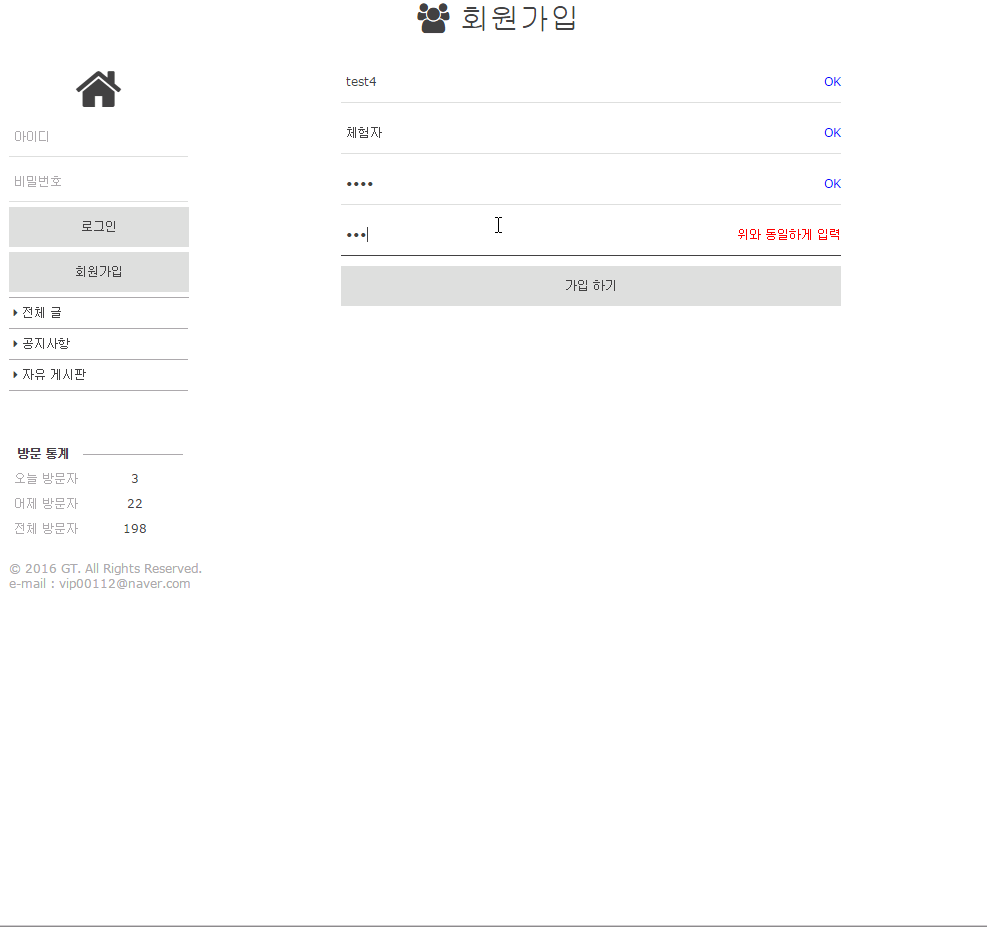 회원가입
test4 OK
체험자 OK
•••• OK
••• 위와 동일하게 입력
가입 하기
아이디
비밀번호
로그인
회원가입
전체 글
공지사항
자유 게시판
방문 통계
오늘 방문자 3
어제 방문자 22
전체 방문자 198
© 2016 GT. All Rights Reserved.
e-mail : vip00112@naver.com